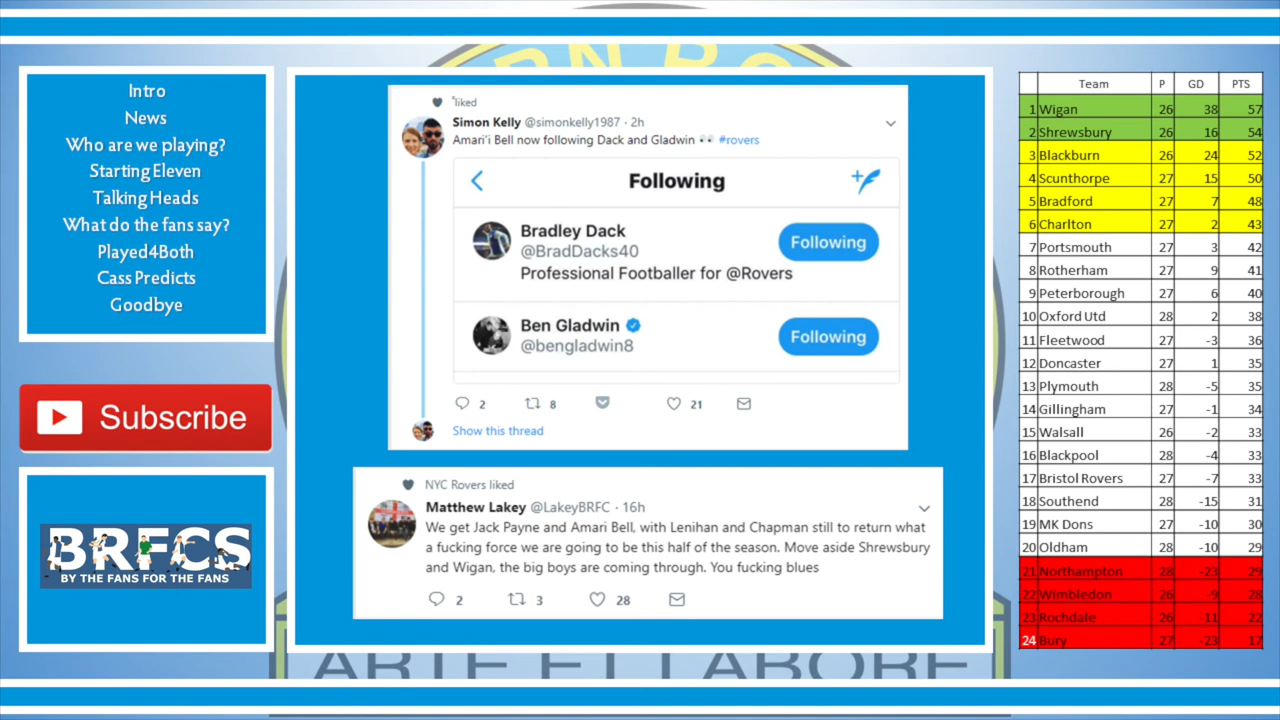 RN RO
Intro
News
Who are we playing?
Starting Eleven
Talking Heads
What do the fans say?
Played4Both
Cass Predicts
Goodbye
Subscribe
BRFCS
BY THE FANS FOR THE FANS
liked
Simon Kelly @simonkelly1987 · 2h
Amari'i Bell now following Dack and Gladwin 👀 #rovers
Following
Bradley Dack
@BradDacks40
Following
Professional Footballer for @Rovers
Ben Gladwin
@bengladwin8
Following
2 8 21
Show this thread
NYC Rovers liked
Matthew Lakey @LakeyBRFC · 16h
We get Jack Payne and Amari Bell, with Lenihan and Chapman still to return what
a fucking force we are going to be this half of the season. Move aside Shrewsbury
and Wigan, the big boys are coming through. You fucking blues
2 3 28
Team P GD PTS
1 Wigan 26 38 57
2 Shrewsbury 26 16 54
3 Blackburn 26 24 52
4 Scunthorpe 27 15 50
5 Bradford 27 7 48
6 Charlton 27 2 43
7 Portsmouth 27 3 42
8 Rotherham 27 9 41
9 Peterborough 27 6 40
10 Oxford Utd 28 2 38
11 Fleetwood 27 -3 36
12 Doncaster 27 1 35
13 Plymouth 28 -5 35
14 Gillingham 27 -1 34
15 Walsall 26 -2 33
16 Blackpool 28 -4 33
17 Bristol Rovers 27 -7 33
18 Southend 28 -15 31
19 MK Dons 27 -10 30
20 Oldham 28 -10 29
21 Northampton 28 -23 29
22 Wimbledon 26 -9 28
23 Rochdale 26 -11 22
24 Bury 27 -23 17
ARTE ET LABORE